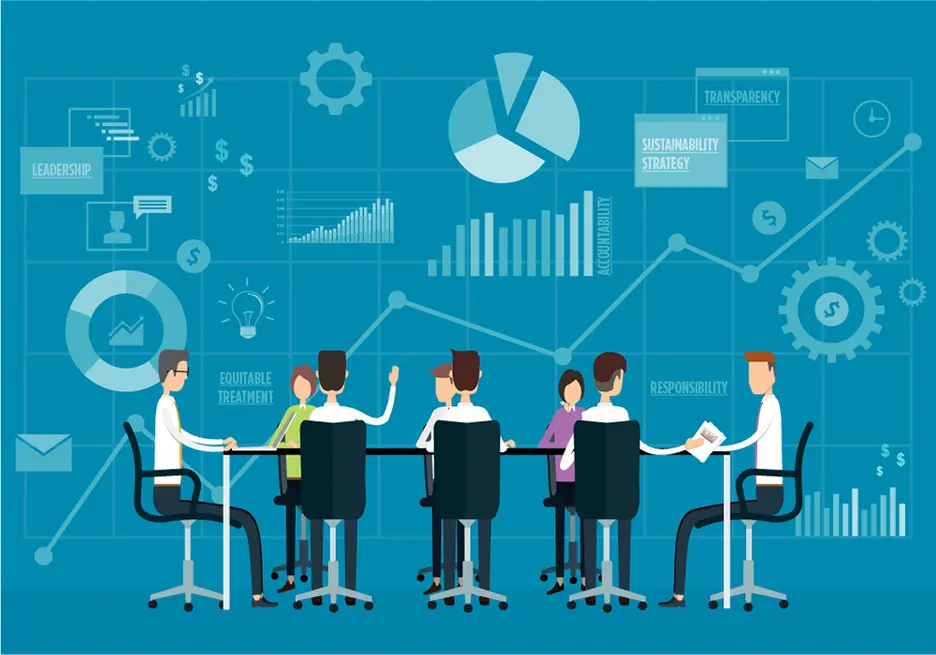 TRANSPARENCY
SUSTAINABILITY
STRATEGY
LEADERSHIP
ACCOUNTABILITY
EQUITABLE
TREATMENT
RESPONSIBILITY